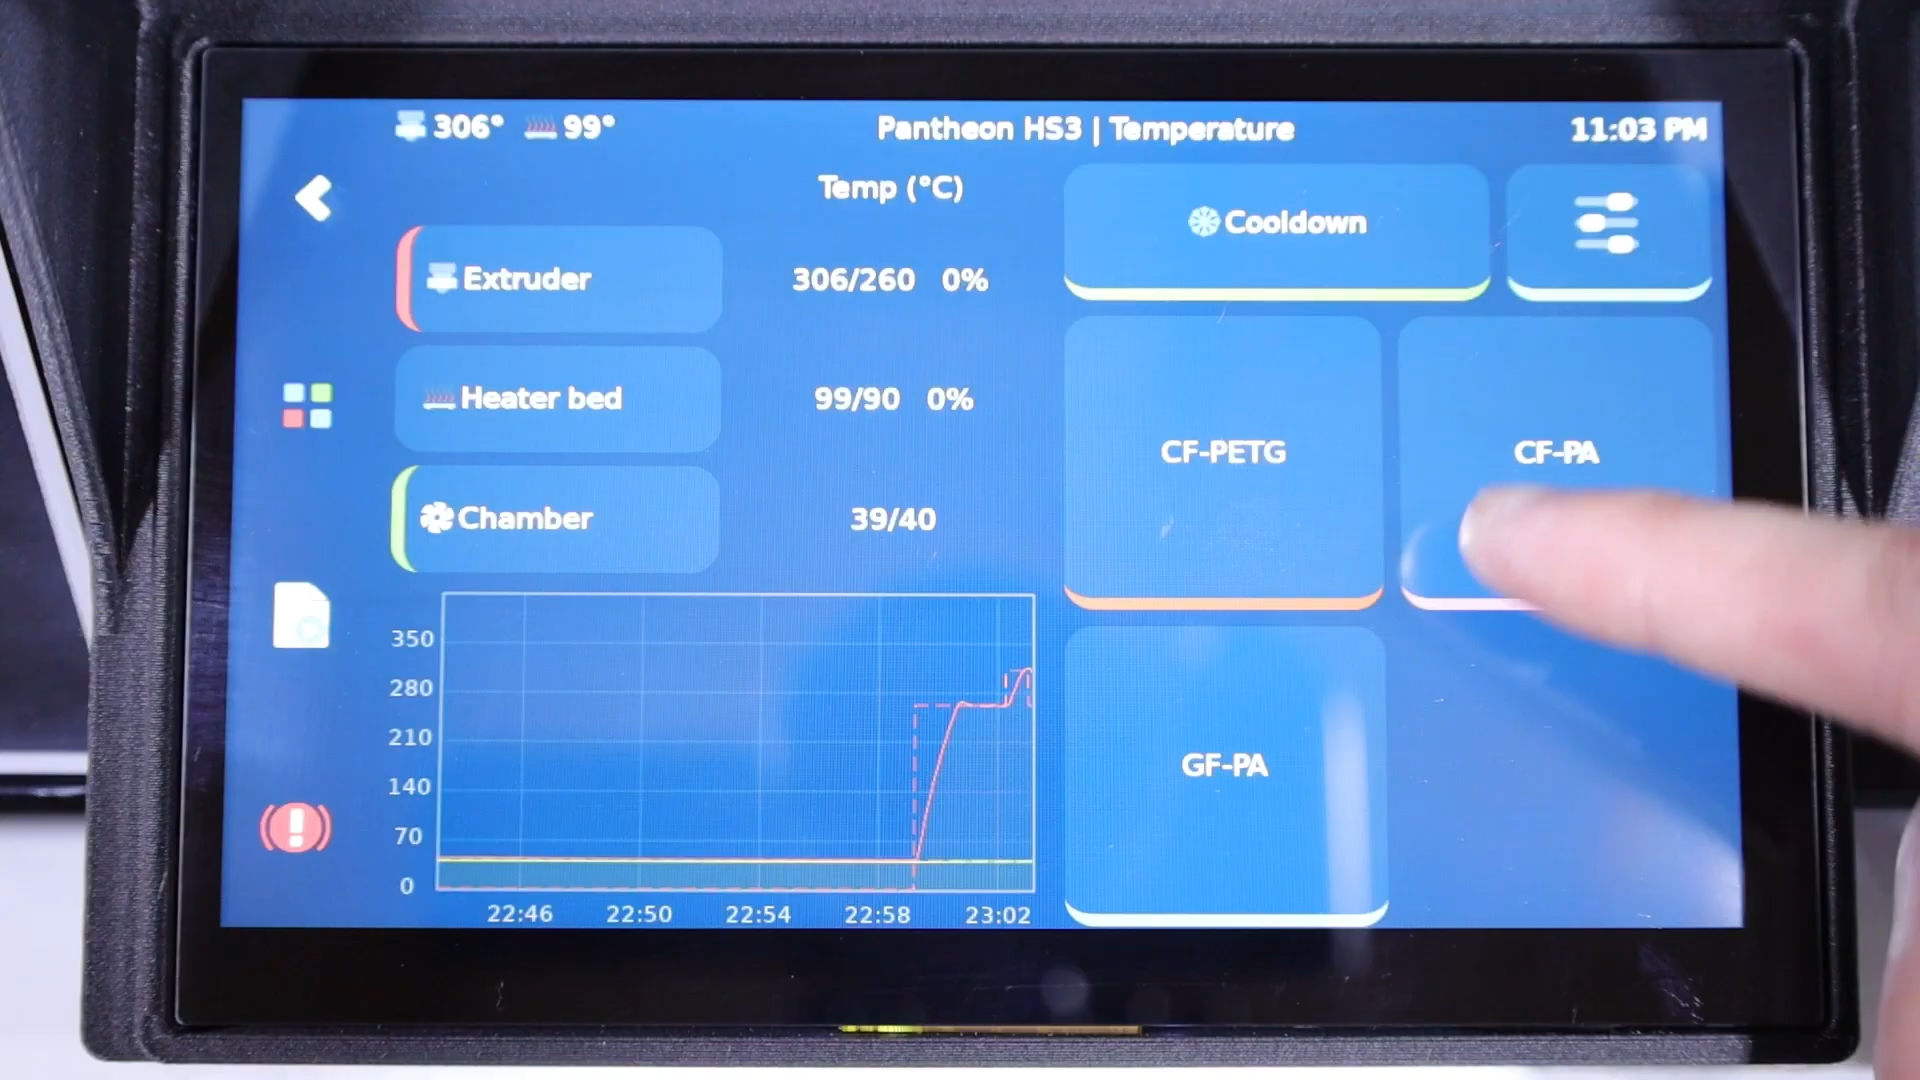 306° 99° Pantheon HS3 | Temperature 11:03 PM
Temp (°C)
Cooldown
Extruder 306/260 0%
Heater bed 99/90 0%
CF-PETG CF-PA
Chamber 39/40
350
280
210
140
70
0
22:46 22:50 22:54 22:58 23:02
GF-PA